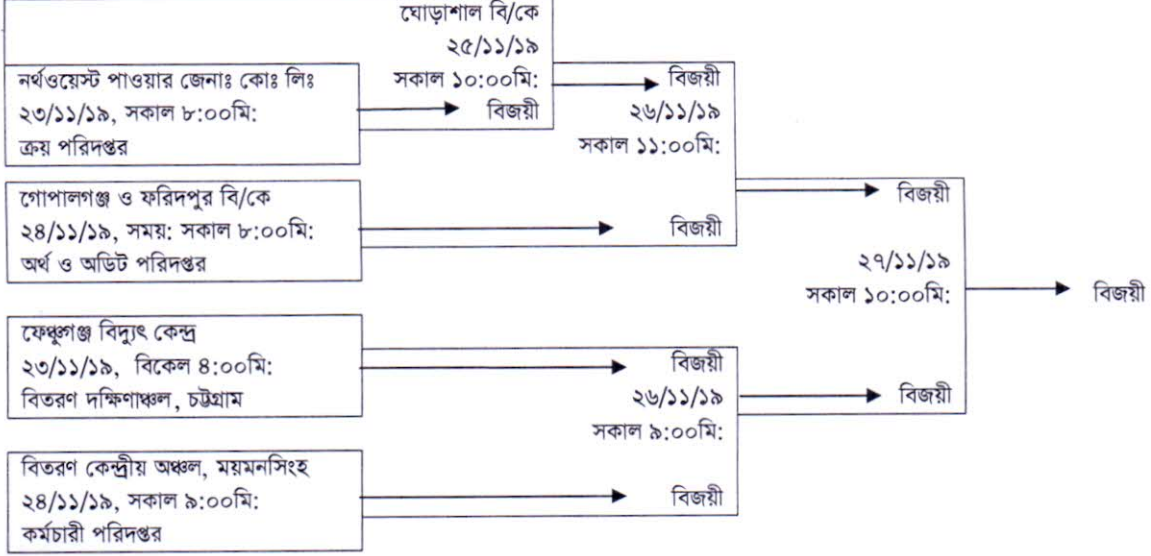 ঘোড়াশাল বি/কে
২৫/১১/১৯
সকাল ১০:০০মি:
বিজয়ী
নর্থওয়েস্ট পাওয়ার জেনাঃ কোঃ লিঃ
২৩/১১/১৯, সকাল ৮:০০মি:
ক্রয় পরিদপ্তর
বিজয়ী
২৬/১১/১৯
সকাল ১১:০০মি:
গোপালগঞ্জ ও ফরিদপুর বি/কে
২৪/১১/১৯, সময়: সকাল ৮:০০মি:
অর্থ ও অডিট পরিদপ্তর
বিজয়ী
বিজয়ী
২৭/১১/১৯
সকাল ১০:০০মি:
বিজয়ী
ফেঞ্চুগঞ্জ বিদ্যুৎ কেন্দ্র
২৩/১১/১৯, বিকেল ৪:০০মি:
বিতরণ দক্ষিণাঞ্চল, চট্টগ্রাম
বিজয়ী
২৬/১১/১৯
সকাল ৯:০০মি:
বিজয়ী
বিতরণ কেন্দ্রীয় অঞ্চল, ময়মনসিংহ
২৪/১১/১৯, সকাল ৯:০০মি:
কর্মচারী পরিদপ্তর
বিজয়ী